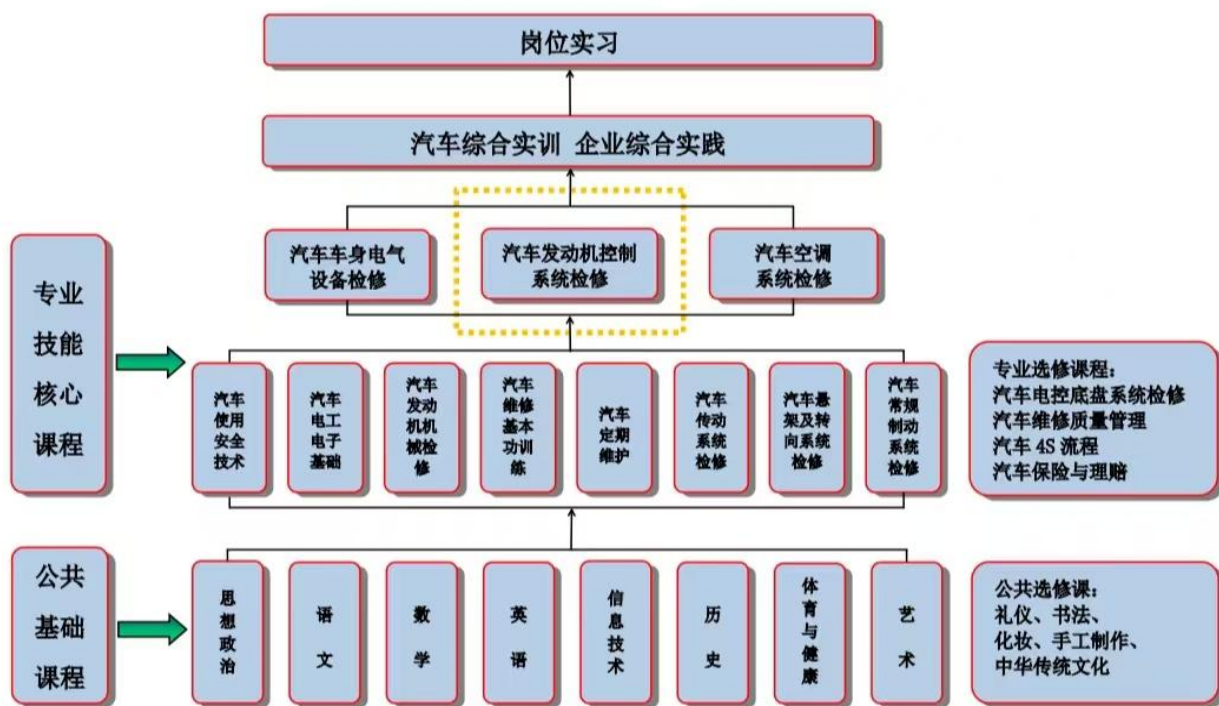 岗位实习
汽车综合实训 企业综合实践
汽车车身电气
设备检修
汽车发动机控制
系统检修
汽车空调
系统检修
专业
技能
核心
课程
汽车
使用
安全
技术
汽车
电工
电子
基础
汽车
发动
机机
械检
修
汽车
维修
基本
功训
练
汽车
定期
维护
汽车
传动
系统
检修
汽车悬
架及转
向系统
检修
汽车
常规
制动
系统
检修
专业选修课程:
汽车电控底盘系统检修
汽车维修质量管理
汽车 4S 流程
汽车保险与理赔
公共
基础
课程
思
想
政
治
语
文
数
学
英
语
信
息
技
术
历
史
体
育
与
健
康
艺
术
公共选修课:
礼仪、书法、
化妆、手工制作、
中华传统文化